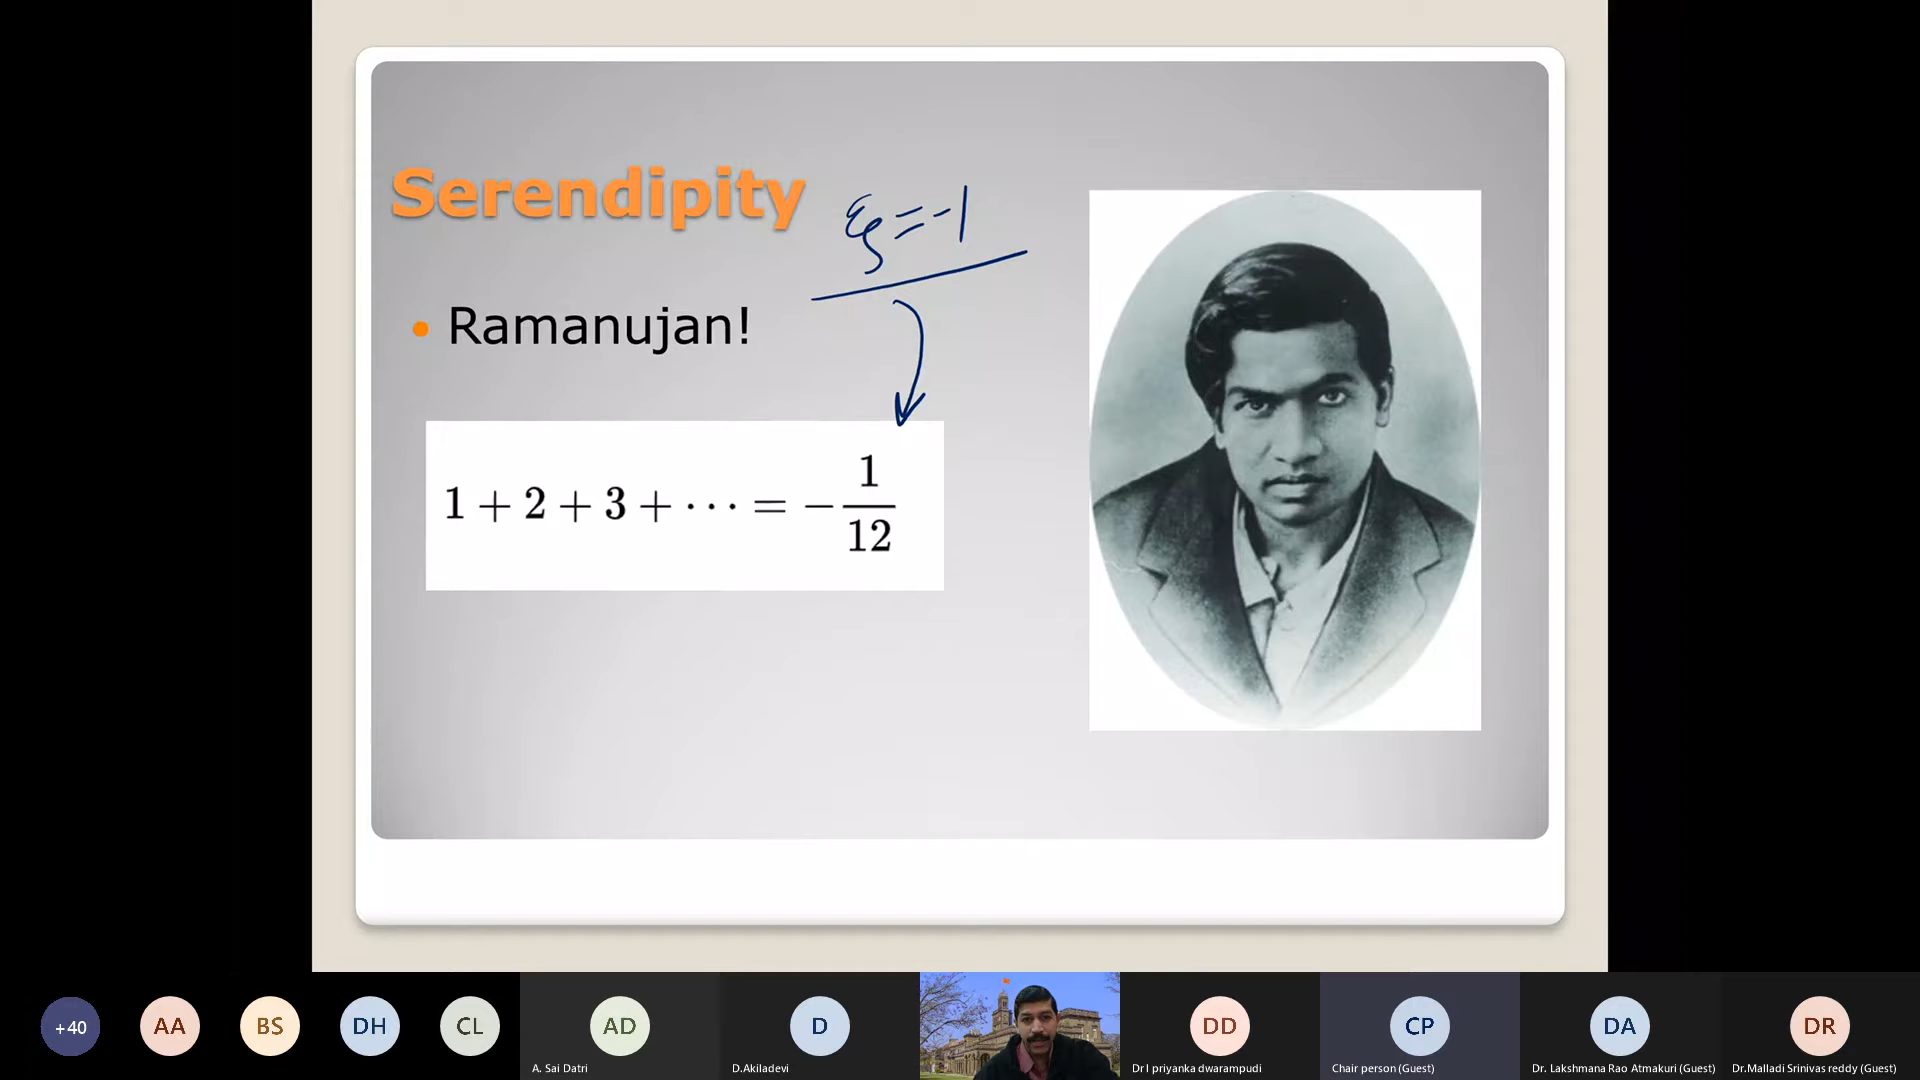 Serendipity
ξ = -1
• Ramanujan!
1 + 2 + 3 + ··· = -1/12
+40
AA
BS
DH
CL
AD
D
DD
CP
DA
DR
A. Sai Datri
D.Akiladevi
Dr I priyanka dwarampudi
Chair person (Guest)
Dr. Lakshmana Rao Atmakuri (Guest)
Dr.Malladi Srinivas reddy (Guest)